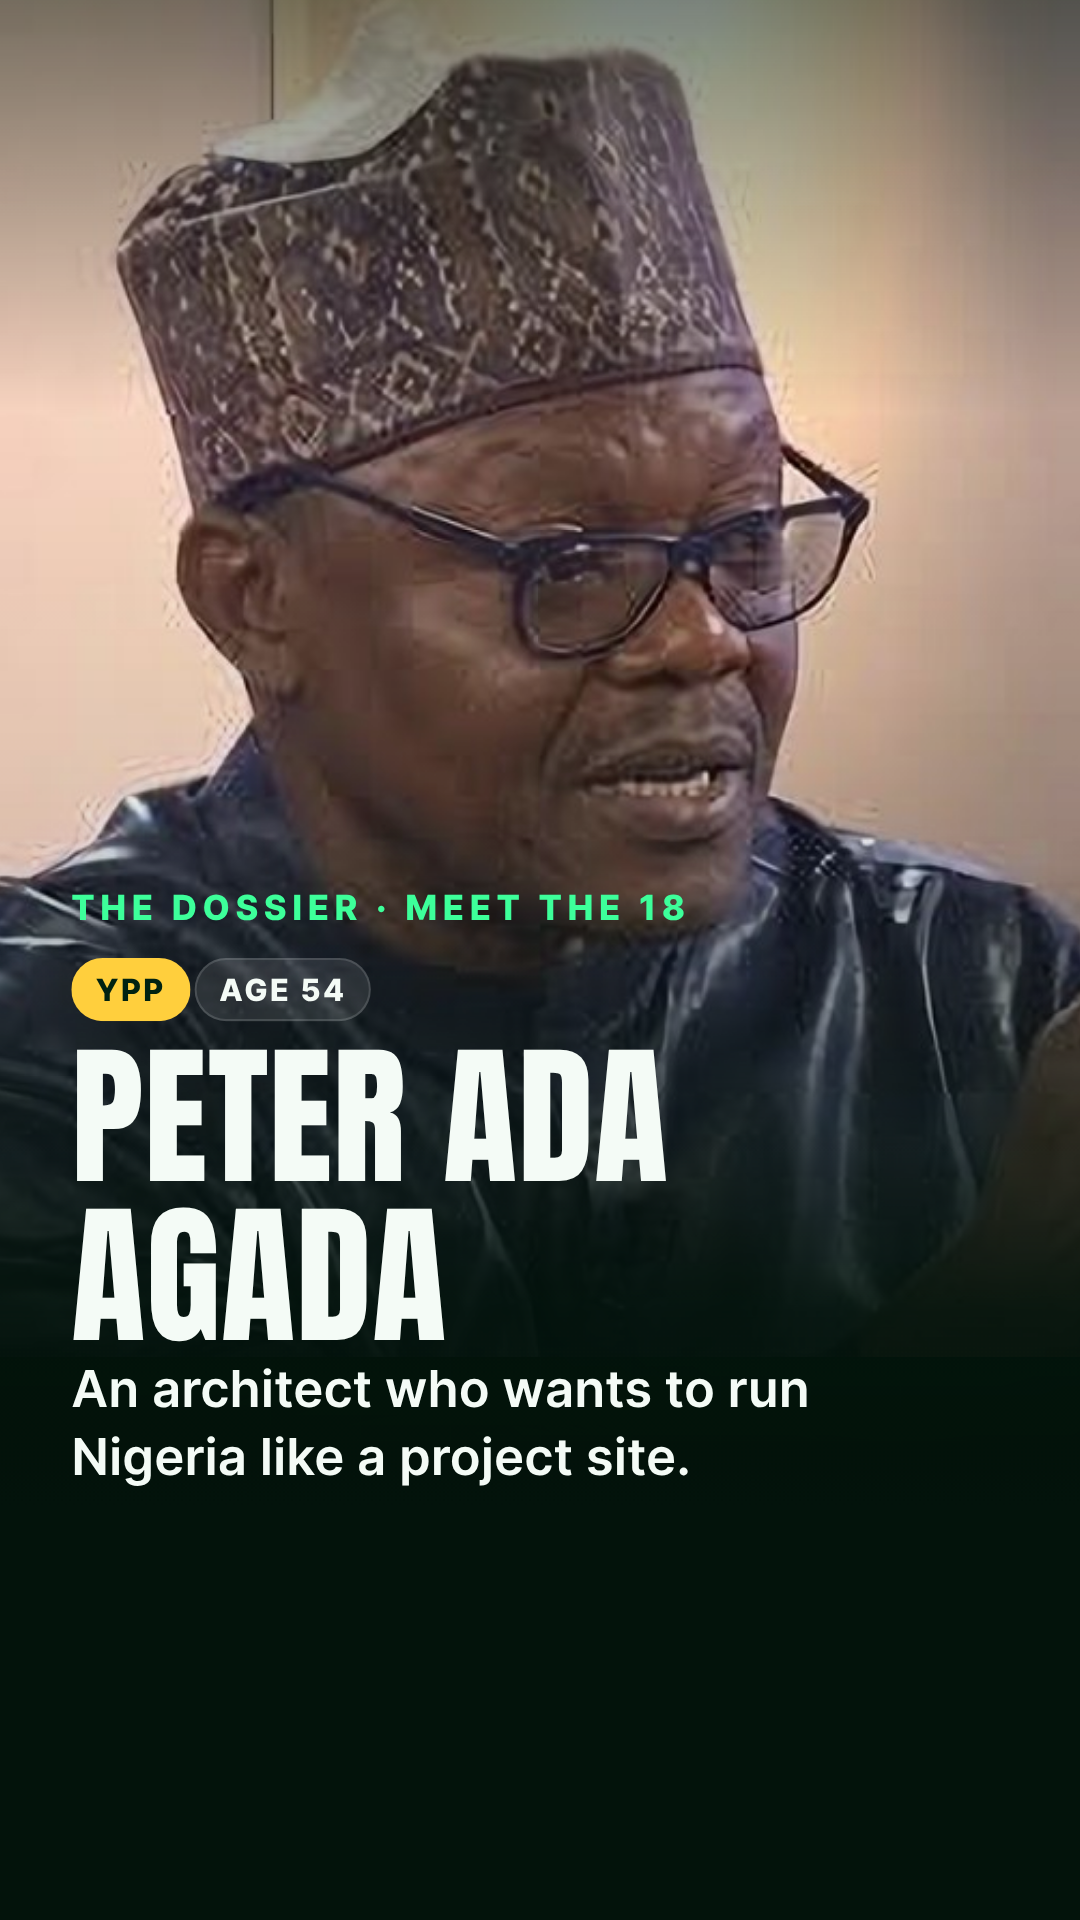 THE DOSSIER · MEET THE 18
YPP AGE 54
PETER ADA
AGADA
An architect who wants to run
Nigeria like a project site.